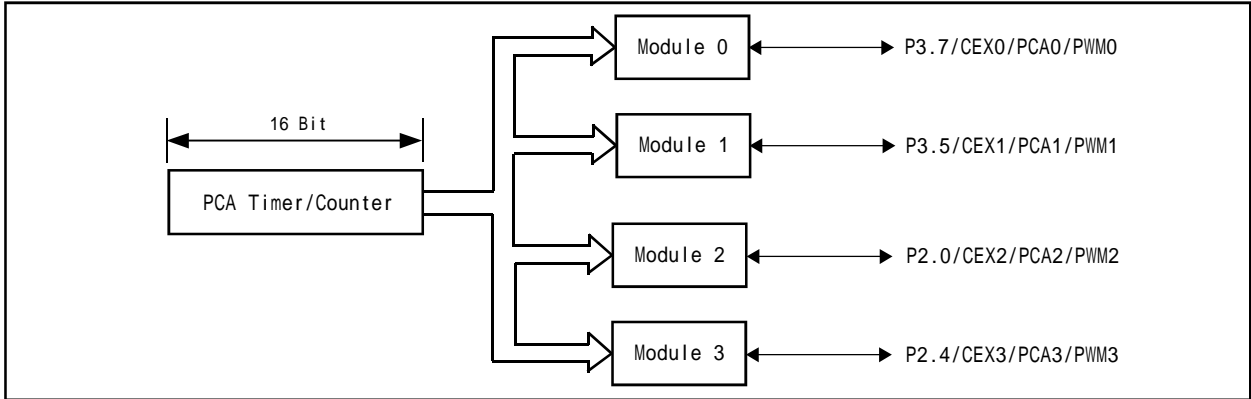 Module 0
P3.7/CEX0/PCA0/PWM0
16 Bit
Module 1
P3.5/CEX1/PCA1/PWM1
PCA Timer/Counter
Module 2
P2.0/CEX2/PCA2/PWM2
Module 3
P2.4/CEX3/PCA3/PWM3